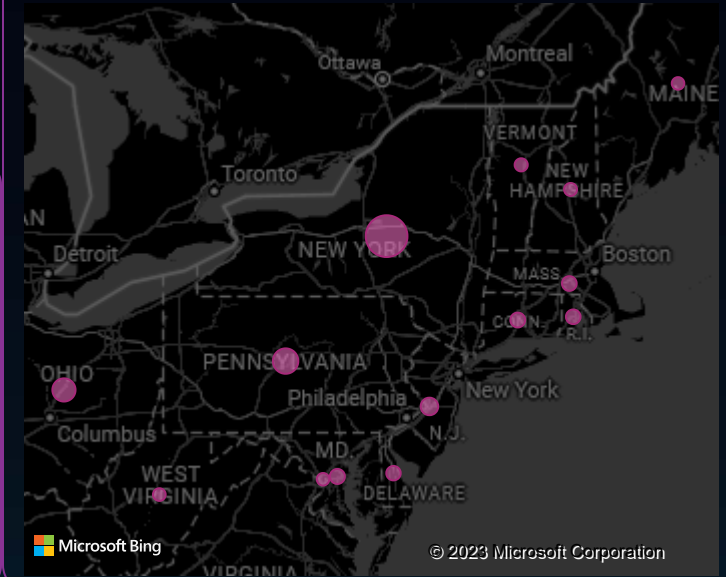 Ottawa
Montreal
MAINE
VERMONT
Toronto
NEW
HAMPSHIRE
AN
Detroit
NEW YORK
Boston
MASS
CONN
R.I.
OHIO
PENNSYLVANIA
Philadelphia
New York
Columbus
N.J.
MD.
WEST
VIRGINIA
DELAWARE
Microsoft Bing
© 2023 Microsoft Corporation
VIRGINIA